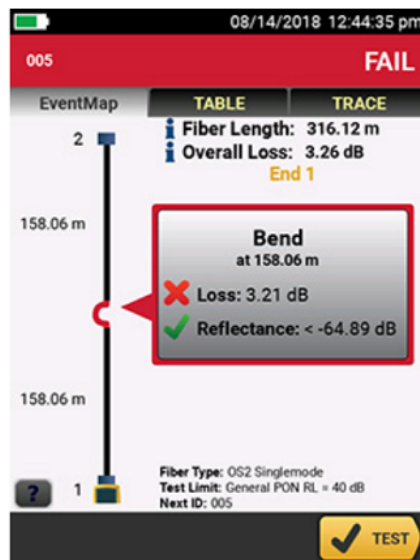 08/14/2018 12:44:35 pm
005 FAIL
EventMap TABLE TRACE
2
Fiber Length: 316.12 m
Overall Loss: 3.26 dB
End 1
158.06 m
Bend
at 158.06 m
Loss: 3.21 dB
Reflectance: < -64.89 dB
158.06 m
Fiber Type: OS2 Singlemode
Test Limit: General PON RL = 40 dB
Next ID: 005
? 1
TEST